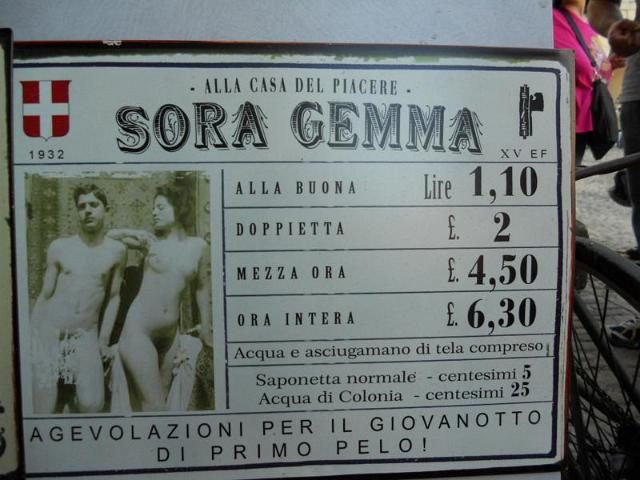 - ALLA CASA DEL PIACERE -
SORA GEMMA
1932
XV EF
ALLA BUONA Lire 1,10
DOPPIETTA £. 2
MEZZA ORA £. 4,50
ORA INTERA £. 6,30
Acqua e asciugamano di tela compreso
Saponetta normale - centesimi 5
Acqua di Colonia - centesimi 25
AGEVOLAZIONI PER IL GIOVANOTTO
DI PRIMO PELO!